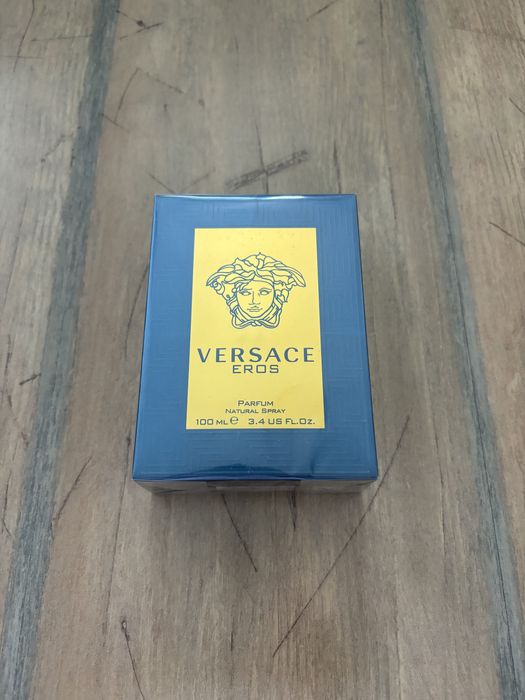 VERSACE
EROS
PARFUM
NATURAL SPRAY
100 ML ℮ 3.4 US FL.OZ.